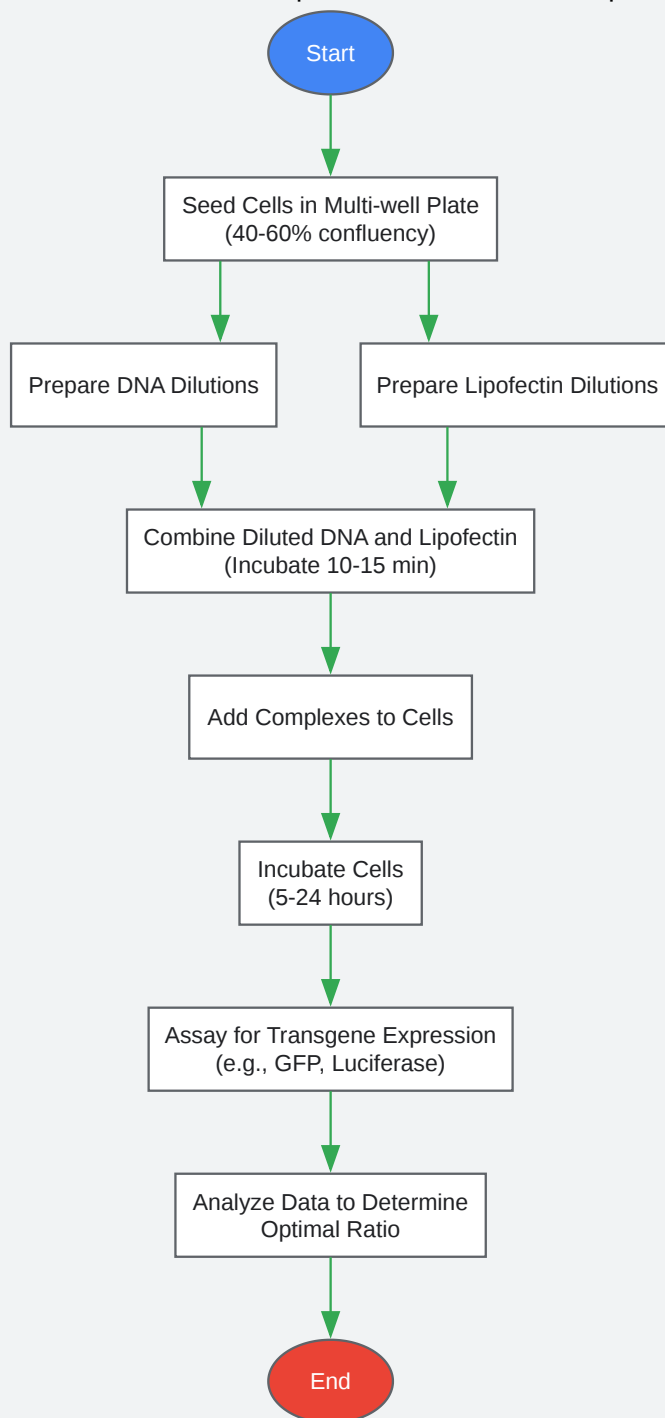 Start
Seed Cells in Multi-well Plate
(40-60% confluency)
Prepare DNA Dilutions
Prepare Lipofectin Dilutions
Combine Diluted DNA and Lipofectin
(Incubate 10-15 min)
Add Complexes to Cells
Incubate Cells
(5-24 hours)
Assay for Transgene Expression
(e.g., GFP, Luciferase)
Analyze Data to Determine
Optimal Ratio
End